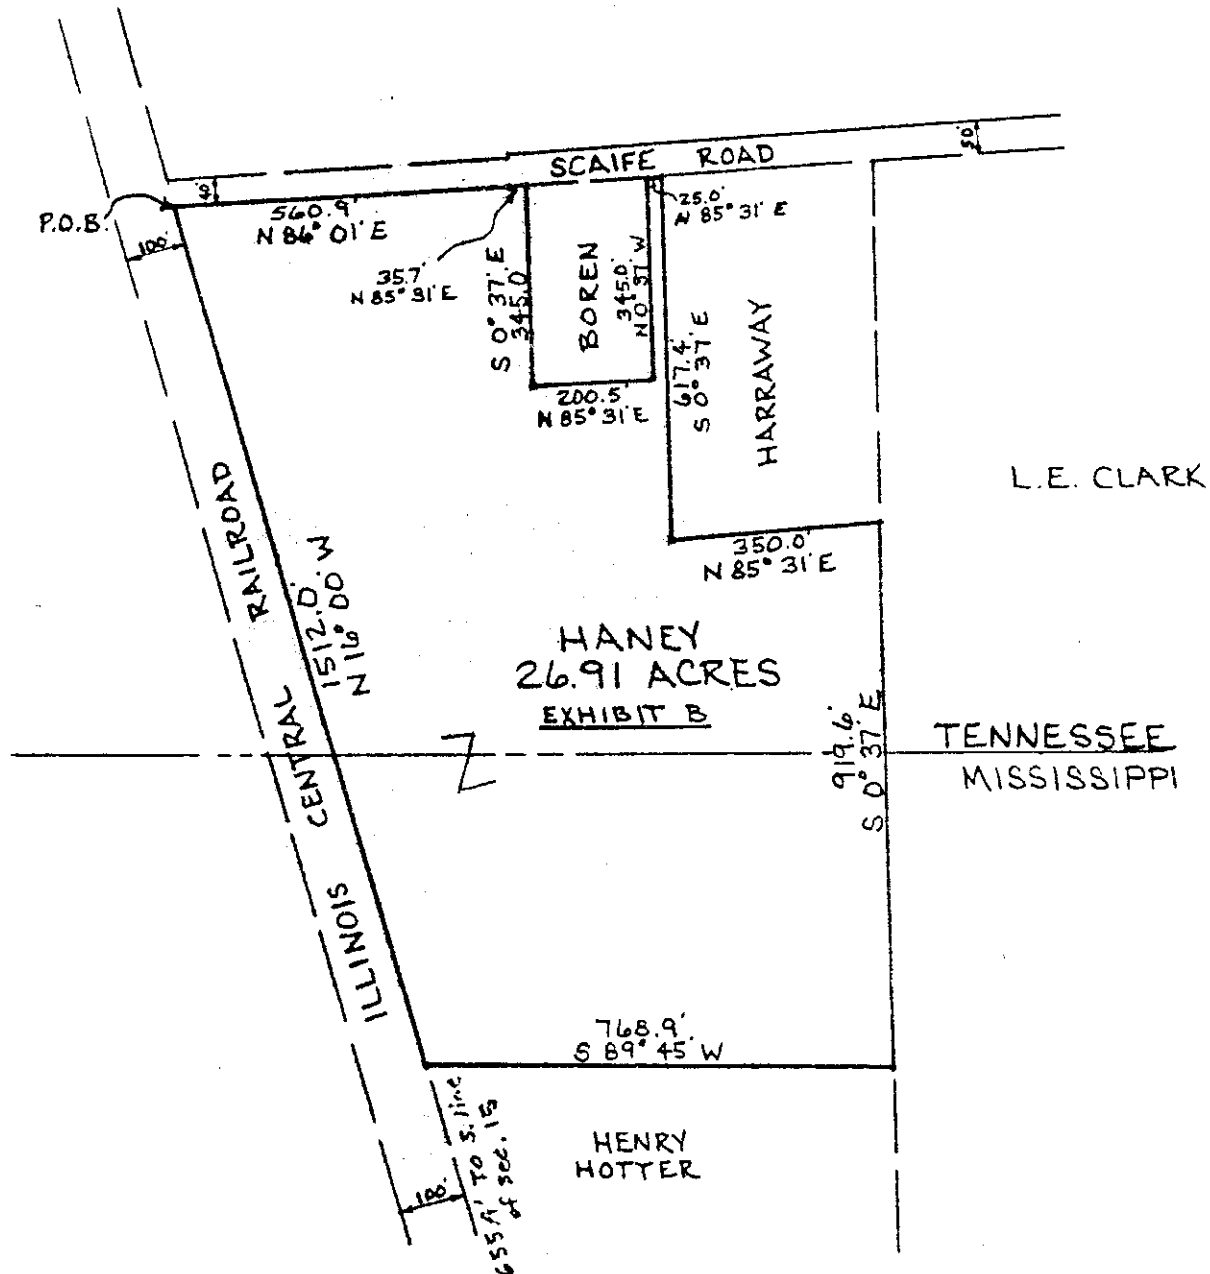 SCAIFE ROAD
50'
P.O.B.
560.9'
N 86° 01' E
100'
35.7'
N 85° 31' E
S 0° 37' E
345.0
BOREN
345.0'
N 0° 37' W
25.0'
N 85° 31' E
200.5'
N 85° 31' E
617.4'
S 0° 37' E
HARRAWAY
L.E. CLARK
350.0'
N 85° 31' E
ILLINOIS CENTRAL RAILROAD
1512.0'
N 16° 00' W
HANEY
26.91 ACRES
EXHIBIT B
919.6'
S 0° 37' E
TENNESSEE
MISSISSIPPI
768.9'
S 89° 45' W
HENRY
HOTTER
100.'
TO S. line
of sec. 15